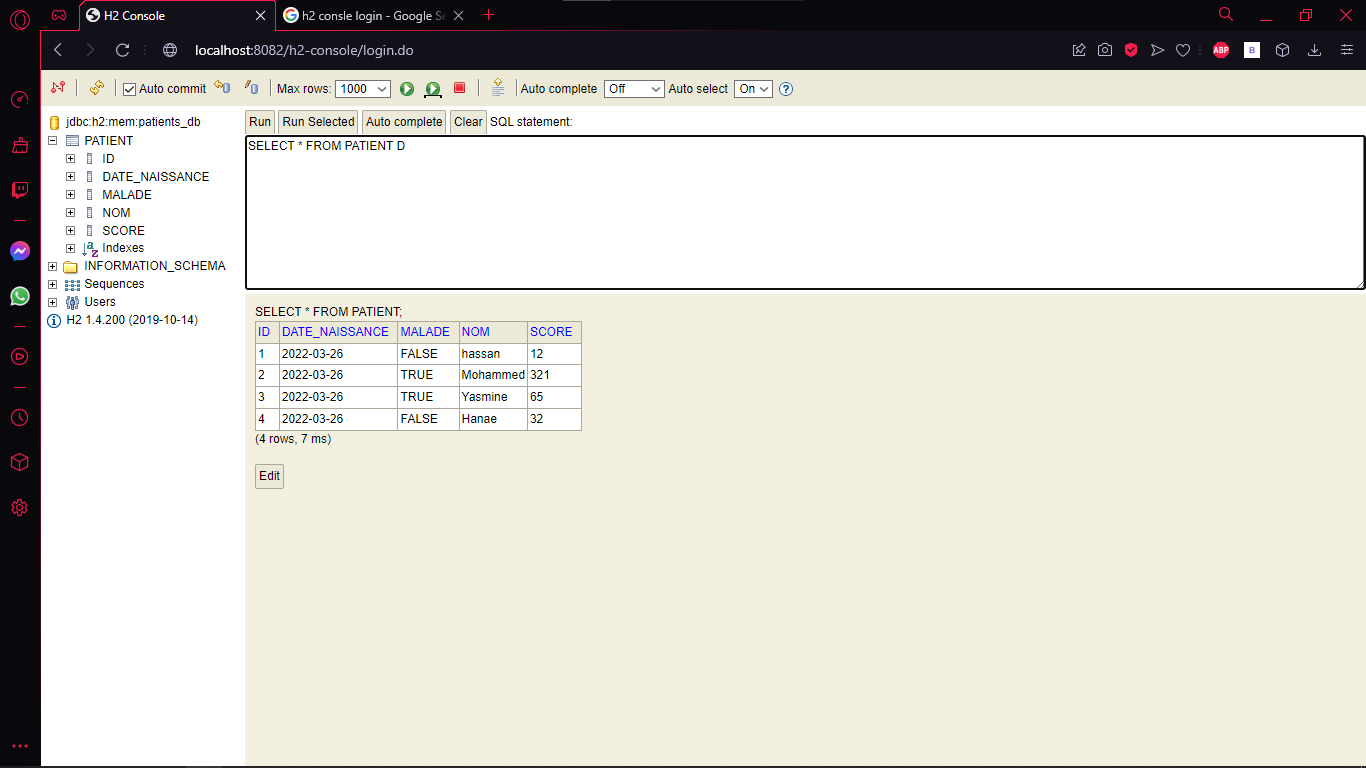 H2 Console
h2 consle login - Google Se
localhost:8082/h2-console/login.do
ABP
B
Auto commit
Max rows: 1000
Auto complete Off
Auto select On
?
jdbc:h2:mem:patients_db
PATIENT
ID
DATE_NAISSANCE
MALADE
NOM
SCORE
Indexes
INFORMATION_SCHEMA
Sequences
Users
H2 1.4.200 (2019-10-14)
Run Run Selected Auto complete Clear SQL statement:
SELECT * FROM PATIENT D
SELECT * FROM PATIENT;
ID DATE_NAISSANCE MALADE NOM SCORE
1 2022-03-26 FALSE hassan 12
2 2022-03-26 TRUE Mohammed 321
3 2022-03-26 TRUE Yasmine 65
4 2022-03-26 FALSE Hanae 32
(4 rows, 7 ms)
Edit